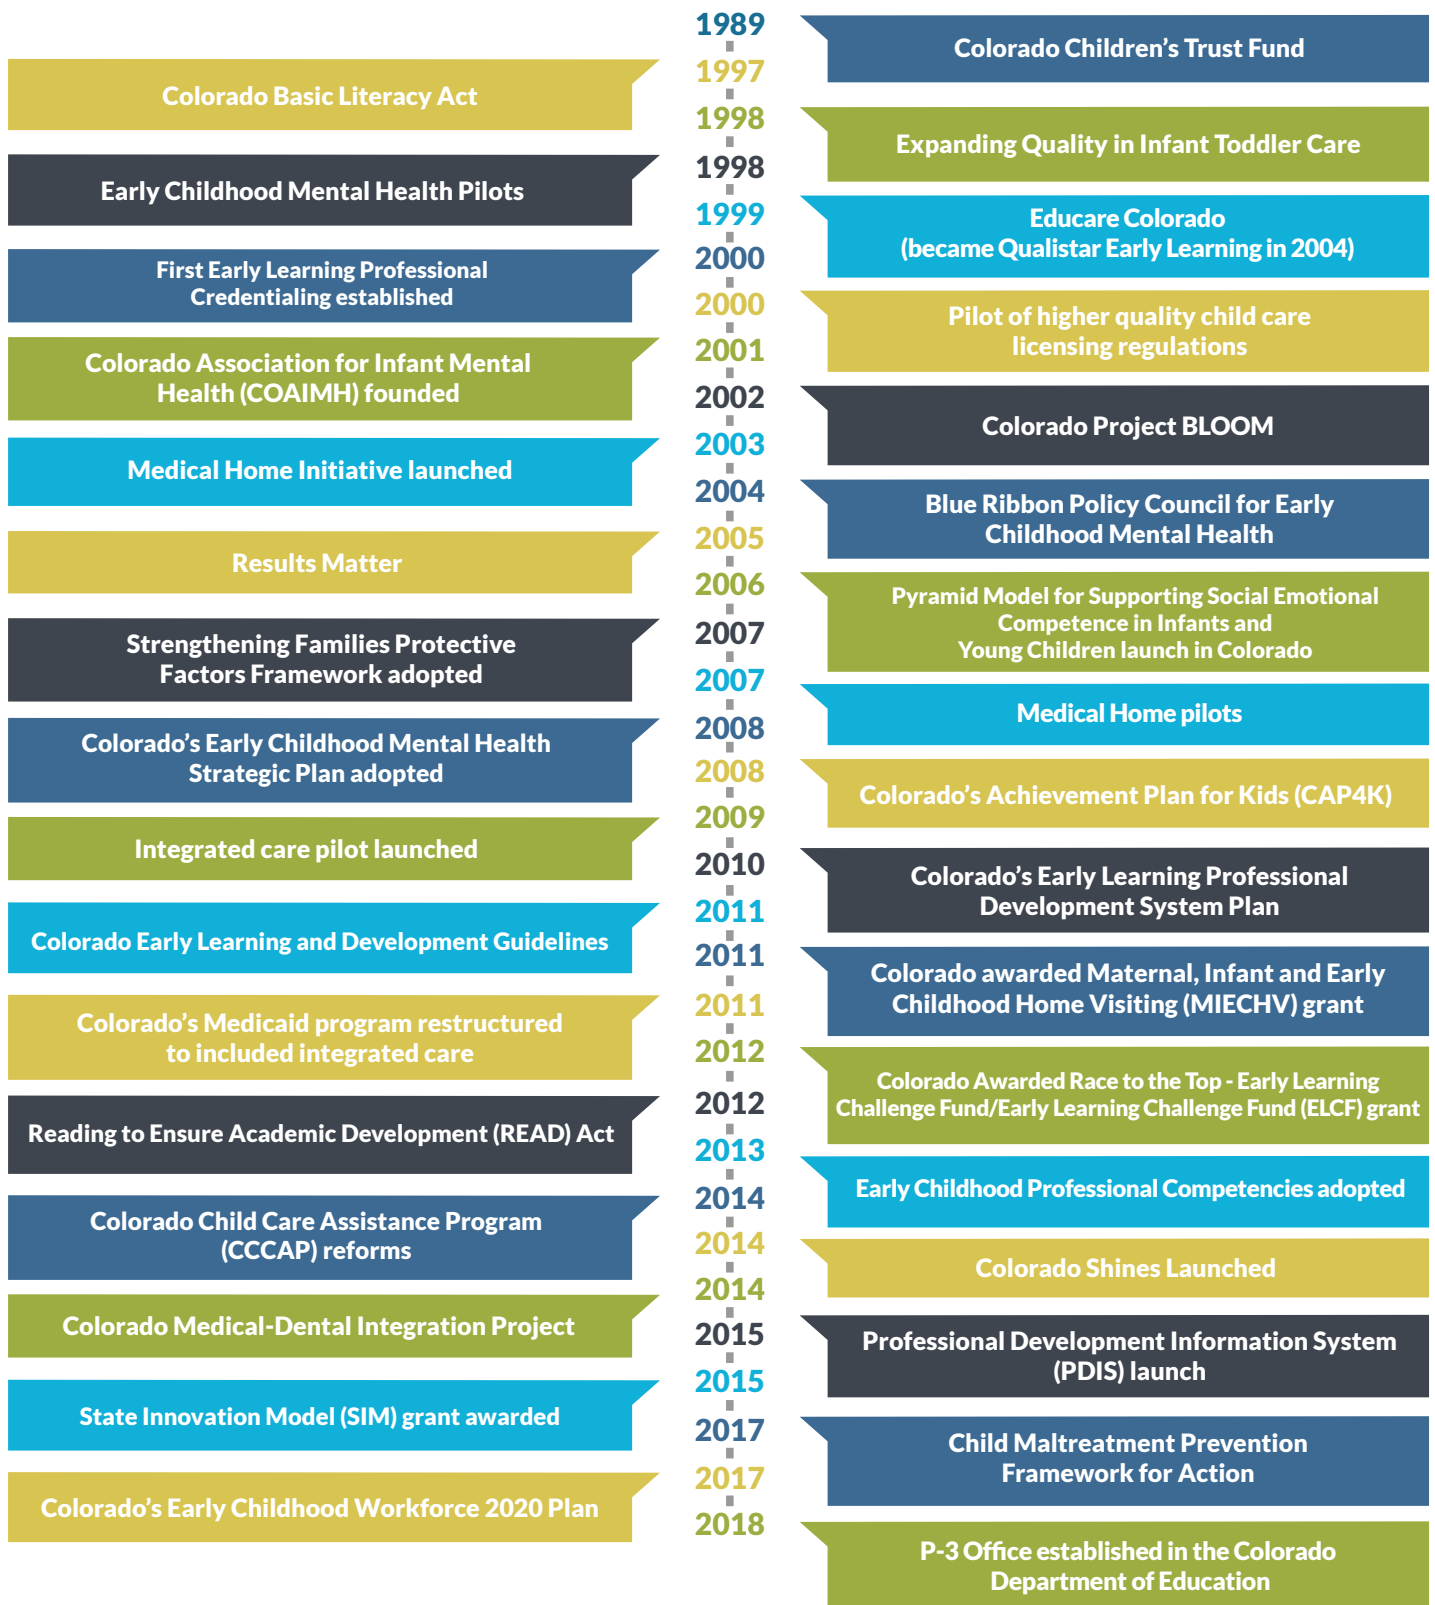 1989
Colorado Children's Trust Fund
1997
Colorado Basic Literacy Act
1998
Expanding Quality in Infant Toddler Care
1998
Early Childhood Mental Health Pilots
1999
Educare Colorado
(became Qualistar Early Learning in 2004)
2000
First Early Learning Professional
Credentialing established
2000
Pilot of higher quality child care
licensing regulations
2001
Colorado Association for Infant Mental
Health (COAIMH) founded
2002
Colorado Project BLOOM
2003
Medical Home Initiative launched
2004
Blue Ribbon Policy Council for Early
Childhood Mental Health
2005
Results Matter
2006
Pyramid Model for Supporting Social Emotional
Competence in Infants and
Young Children launch in Colorado
2007
Strengthening Families Protective
Factors Framework adopted
2007
Medical Home pilots
2008
Colorado's Early Childhood Mental Health
Strategic Plan adopted
2008
Colorado's Achievement Plan for Kids (CAP4K)
2009
Integrated care pilot launched
2010
Colorado's Early Learning Professional
Development System Plan
2011
Colorado Early Learning and Development Guidelines
2011
Colorado awarded Maternal, Infant and Early
Childhood Home Visiting (MIECHV) grant
2011
Colorado's Medicaid program restructured
to included integrated care
2012
Colorado Awarded Race to the Top - Early Learning
Challenge Fund/Early Learning Challenge Fund (ELCF) grant
2012
Reading to Ensure Academic Development (READ) Act
2013
Early Childhood Professional Competencies adopted
2014
Colorado Child Care Assistance Program
(CCCAP) reforms
2014
Colorado Shines Launched
2014
Colorado Medical-Dental Integration Project
2015
Professional Development Information System
(PDIS) launch
2015
State Innovation Model (SIM) grant awarded
2017
Child Maltreatment Prevention
Framework for Action
2017
Colorado's Early Childhood Workforce 2020 Plan
2018
P-3 Office established in the Colorado
Department of Education